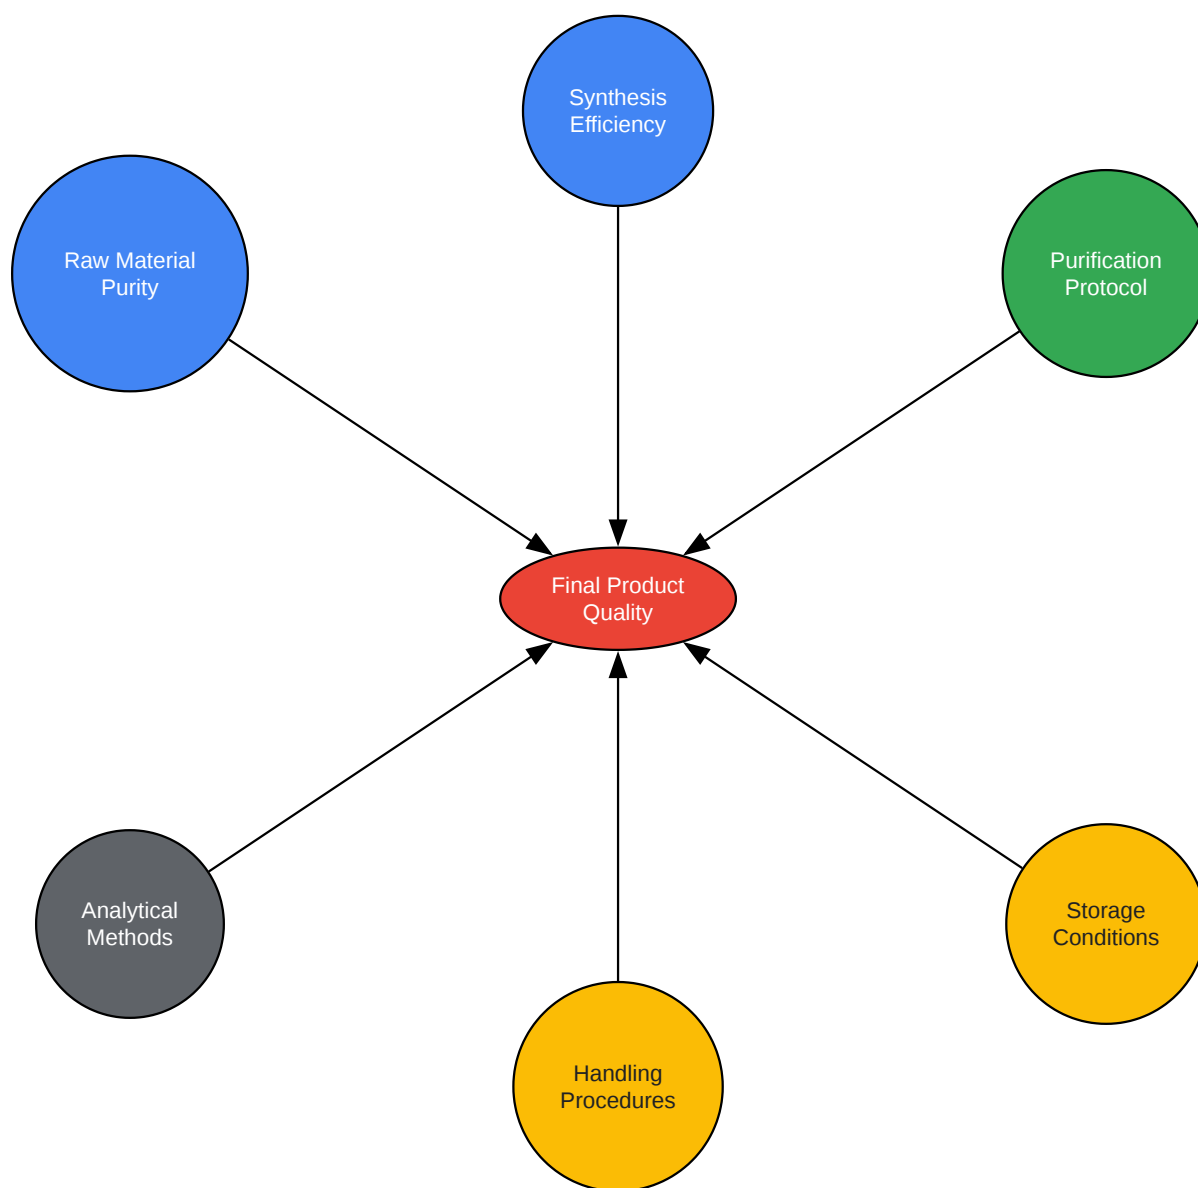 Synthesis
Efficiency
Raw Material
Purity
Purification
Protocol
Final Product
Quality
Analytical
Methods
Storage
Conditions
Handling
Procedures